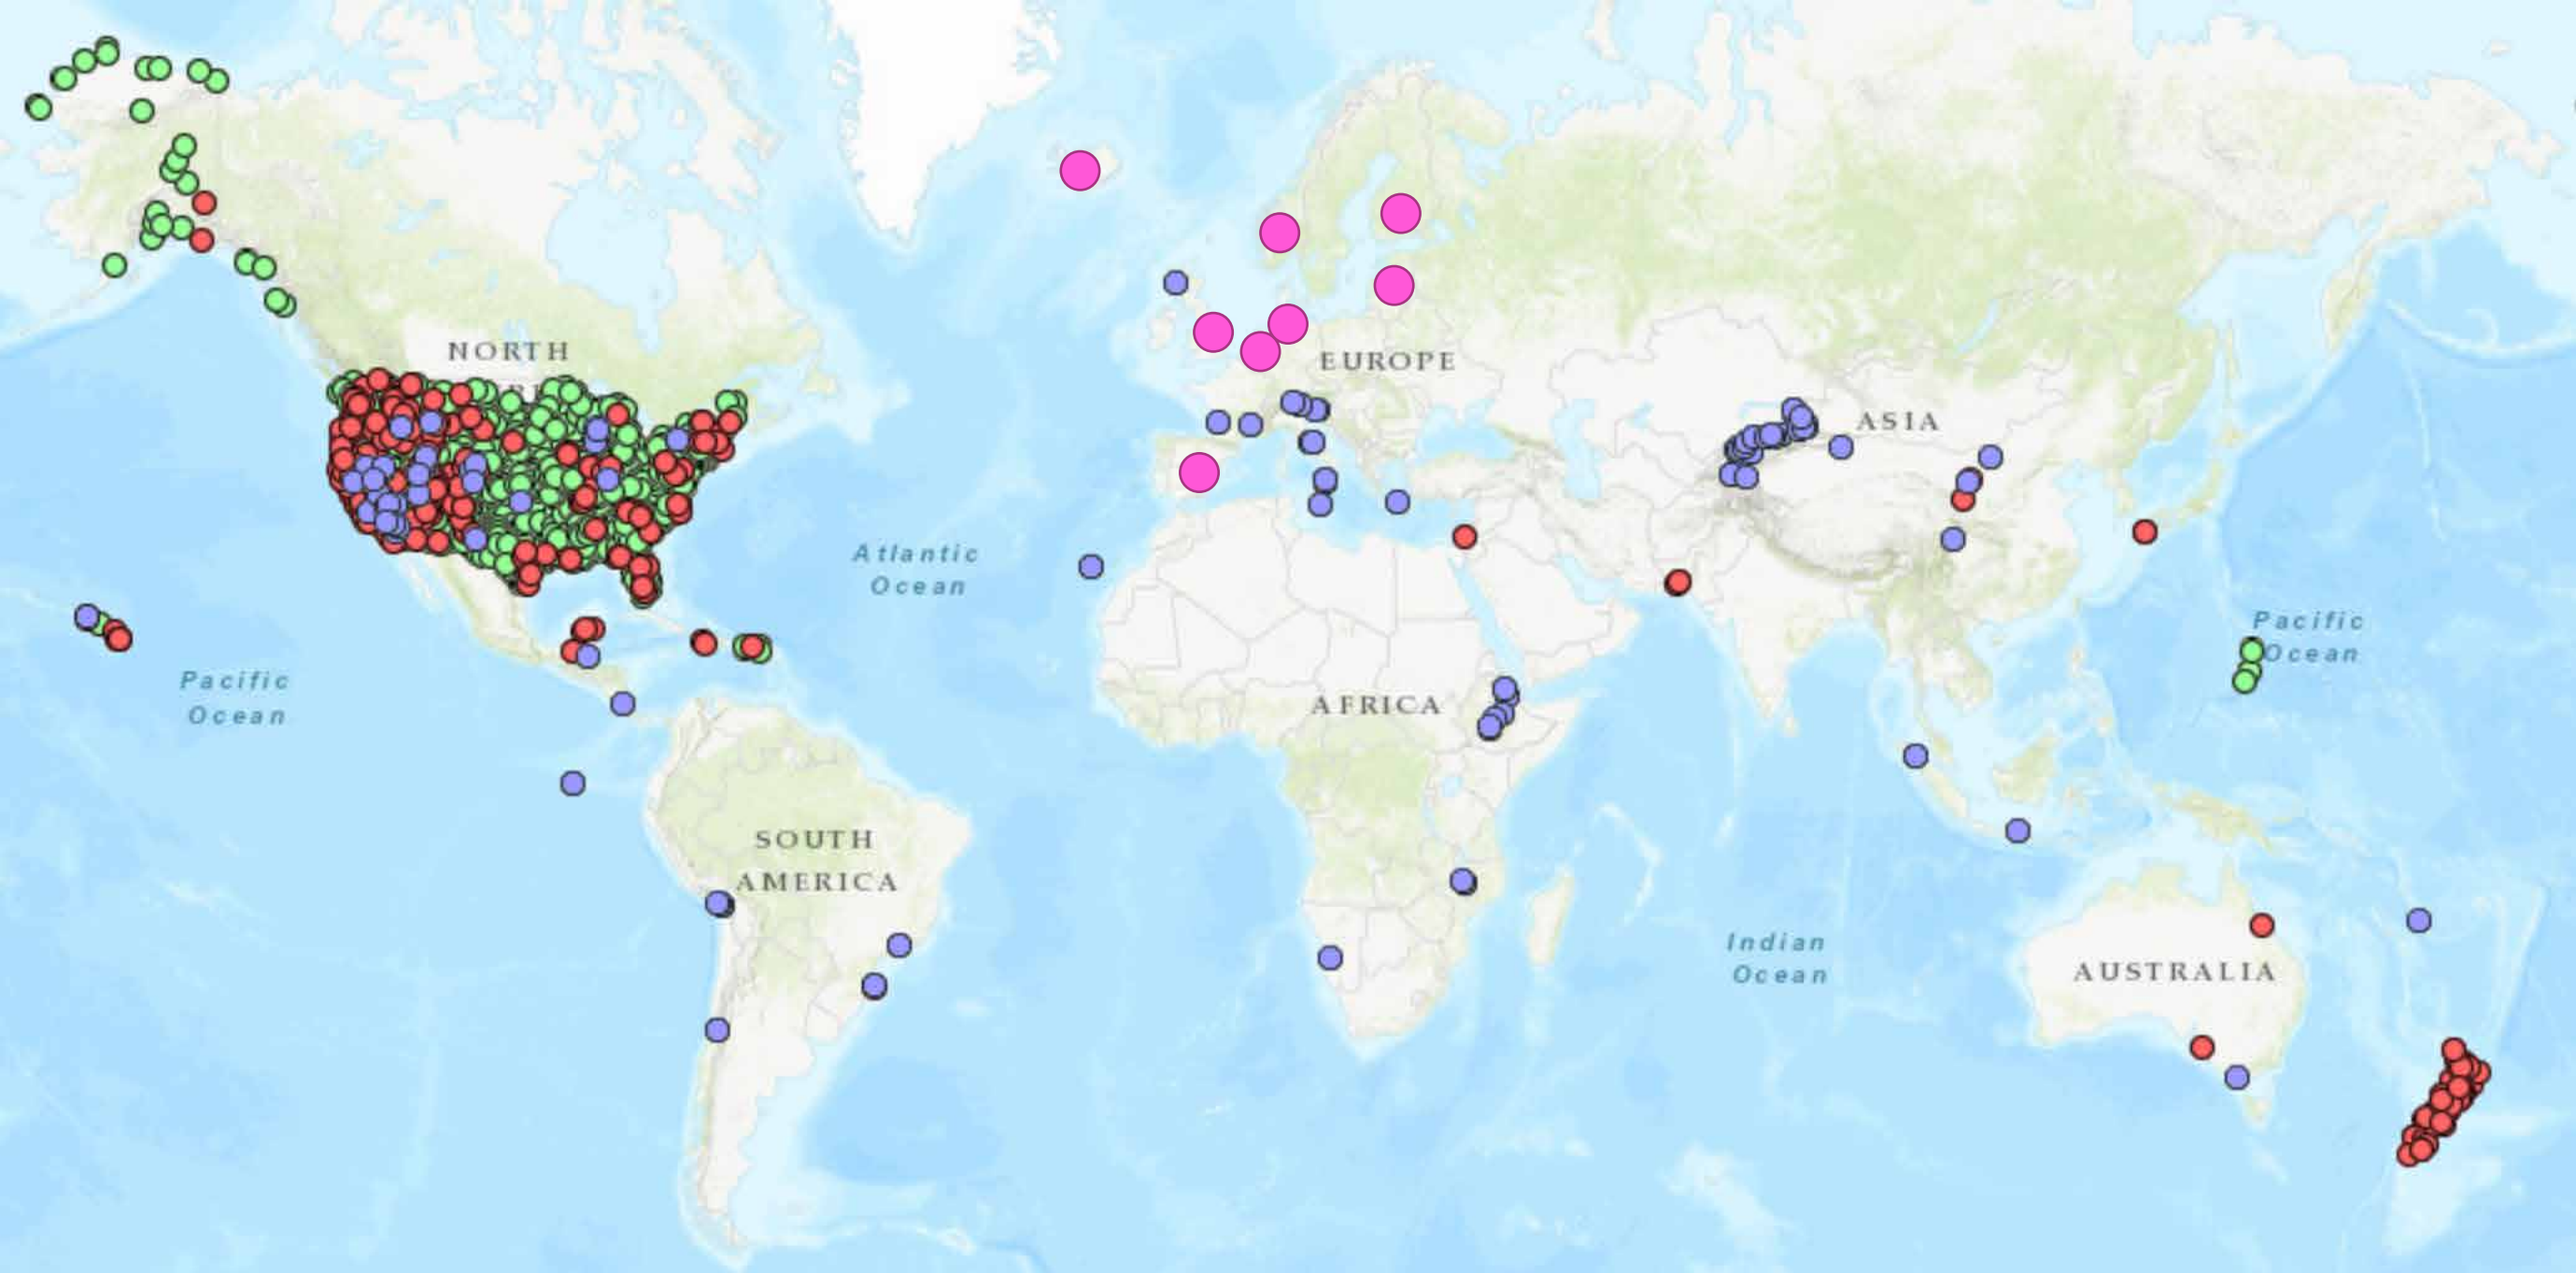 NORTH
EUROPE
ASIA
Atlantic
Ocean
Pacific
Ocean
Pacific
Ocean
AFRICA
SOUTH
AMERICA
Indian
Ocean
AUSTRALIA